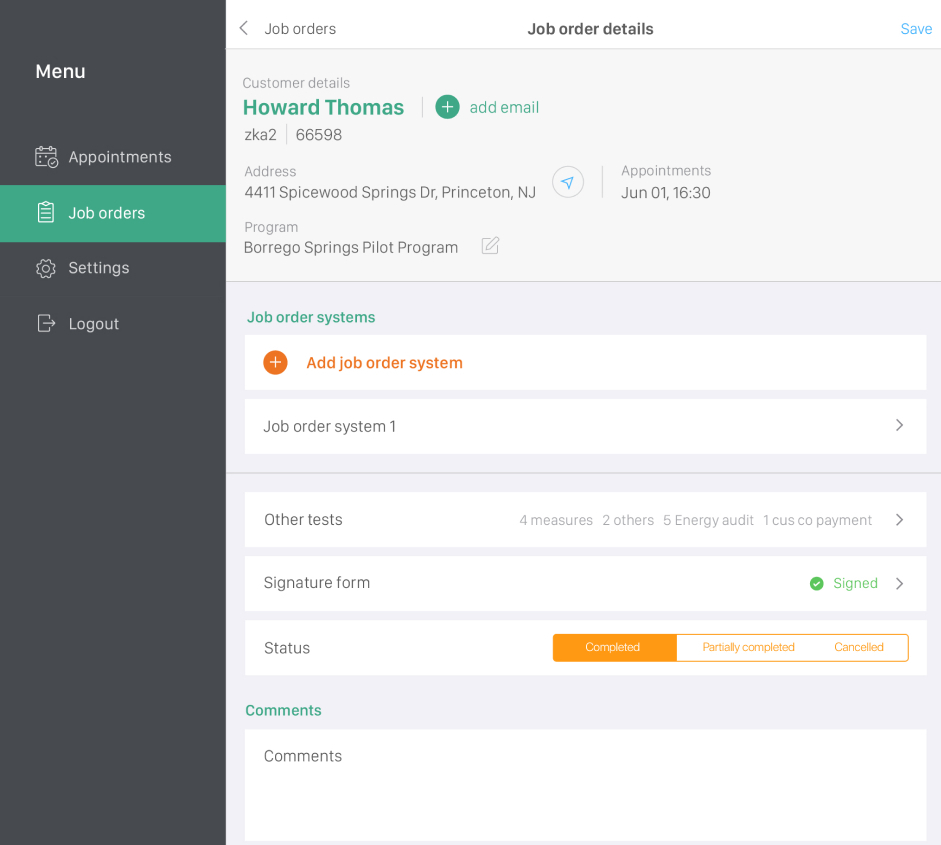 Menu
Appointments
Job orders
Settings
Logout
Job orders
Job order details
Save
Customer details
Howard Thomas
add email
zka2
66598
Address
4411 Spicewood Springs Dr, Princeton, NJ
Appointments
Jun 01, 16:30
Program
Borrego Springs Pilot Program
Job order systems
Add job order system
Job order system 1
Other tests
4 measures 2 others 5 Energy audit 1 cus co payment
Signature form
Signed
Status
Completed
Partially completed
Cancelled
Comments
Comments